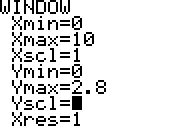 WINDOW
Xmin=0
Xmax=10
Xscl=1
Ymin=0
Ymax=2.8
Yscl=
Xres=1